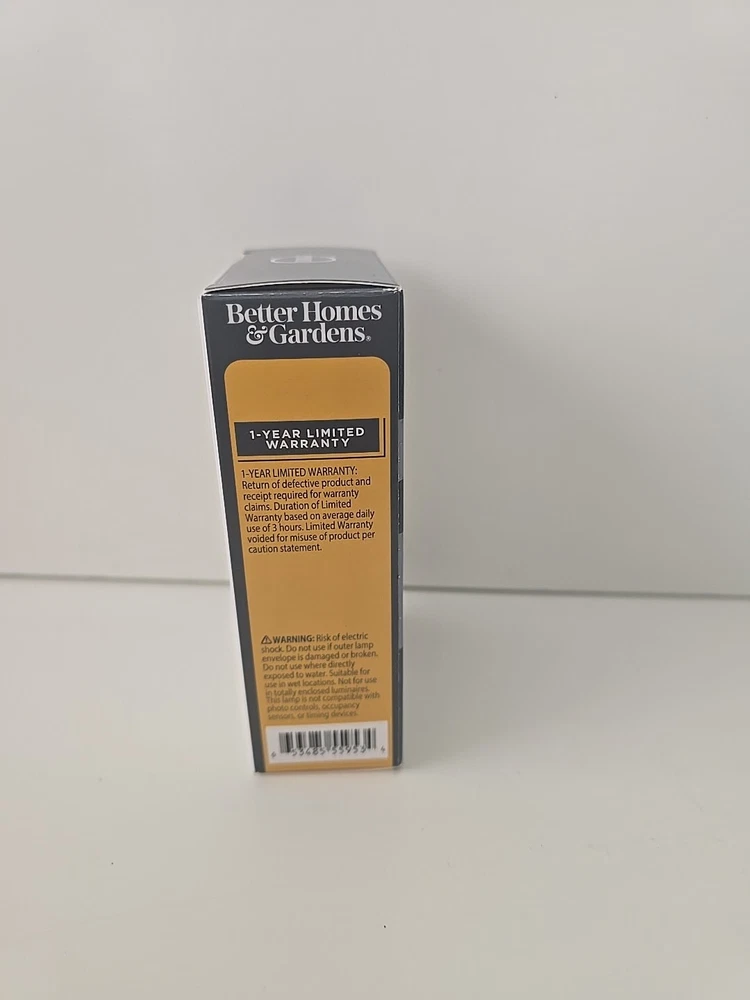 Better Homes
& Gardens®
1-YEAR LIMITED
WARRANTY
1-YEAR LIMITED WARRANTY:
Return of defective product and
receipt required for warranty
claims. Duration of Limited
Warranty based on average daily
use of 3 hours. Limited Warranty
voided for misuse of product per
caution statement.
⚠WARNING: Risk of electric
shock. Do not use if outer lamp
envelope is damaged or broken.
Do not use where directly
exposed to water. Suitable for
use in wet locations. Not for use
in totally enclosed luminaires.
This lamp is not compatible with
photo controls, occupancy
sensors, or timing devices.